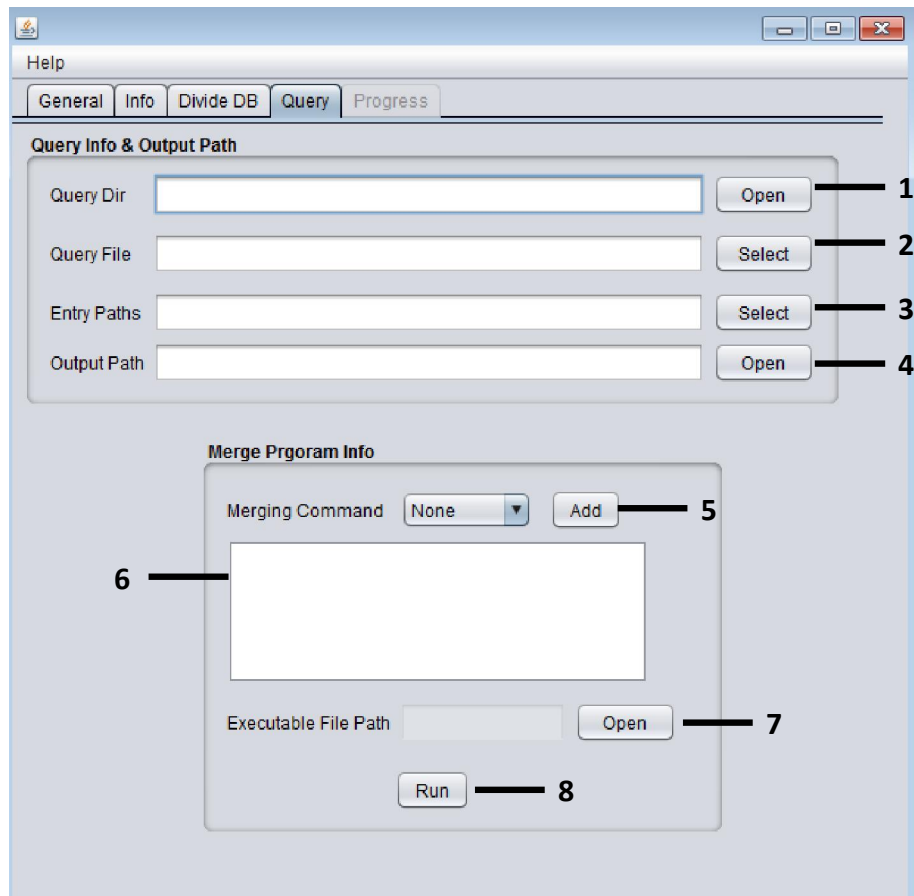 Help
General Info Divide DB Query Progress
Query Info & Output Path
Query Dir Open 1
Query File Select 2
Entry Paths Select 3
Output Path Open 4
Merge Prgoram Info
Merging Command None Add 5
6
Executable File Path Open 7
Run 8